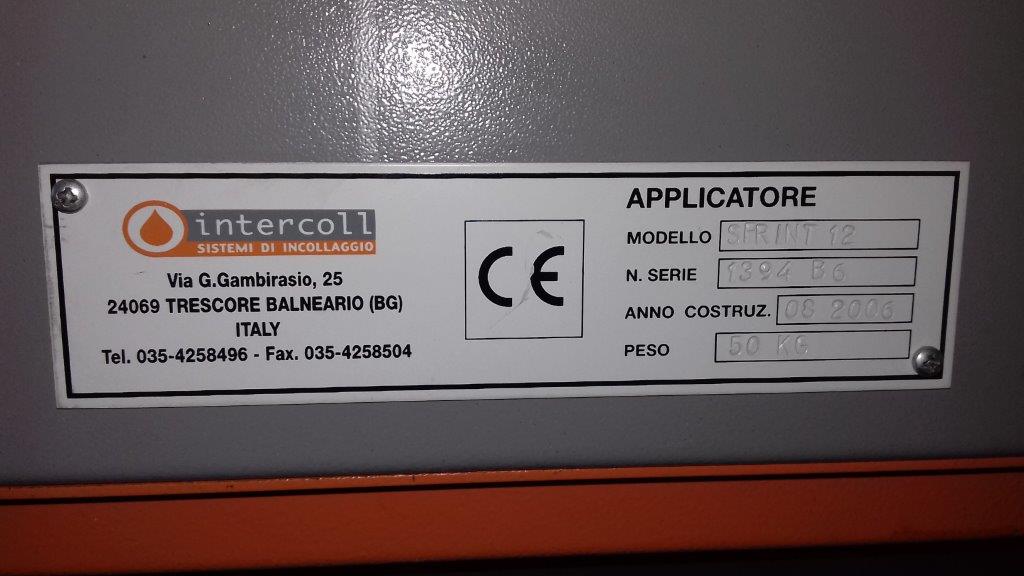 intercoll
SISTEMI DI INCOLLAGGIO
Via G.Gambirasio, 25
24069 TRESCORE BALNEARIO (BG)
ITALY
Tel. 035-4258496 - Fax. 035-4258504
CE
APPLICATORE
MODELLO SPRINT 12
N. SERIE 1394 B6
ANNO COSTRUZ. 08 2006
PESO 50 KG